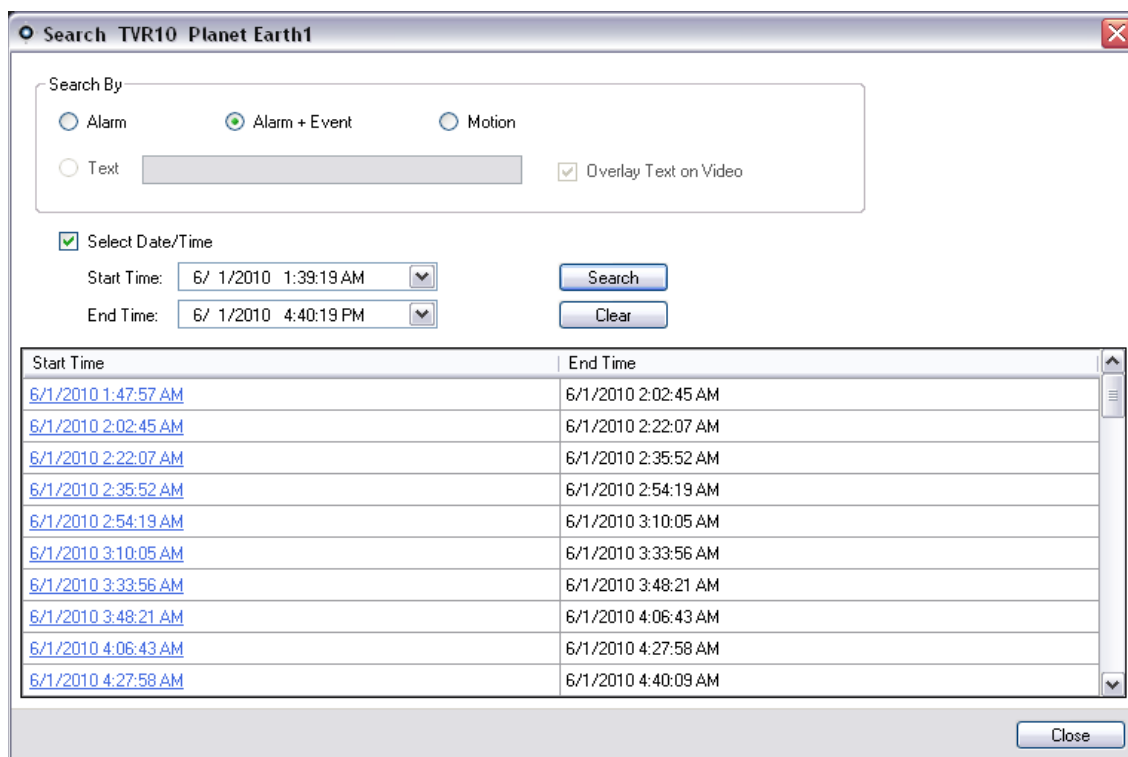 Search TVR10 Planet Earth1
Search By
Alarm Alarm + Event Motion
Text Overlay Text on Video
Select Date/Time
Start Time: 6/ 1/2010 1:39:19 AM Search
End Time: 6/ 1/2010 4:40:19 PM Clear
Start Time End Time
6/1/2010 1:47:57 AM 6/1/2010 2:02:45 AM
6/1/2010 2:02:45 AM 6/1/2010 2:22:07 AM
6/1/2010 2:22:07 AM 6/1/2010 2:35:52 AM
6/1/2010 2:35:52 AM 6/1/2010 2:54:19 AM
6/1/2010 2:54:19 AM 6/1/2010 3:10:05 AM
6/1/2010 3:10:05 AM 6/1/2010 3:33:56 AM
6/1/2010 3:33:56 AM 6/1/2010 3:48:21 AM
6/1/2010 3:48:21 AM 6/1/2010 4:06:43 AM
6/1/2010 4:06:43 AM 6/1/2010 4:27:58 AM
6/1/2010 4:27:58 AM 6/1/2010 4:40:09 AM
Close